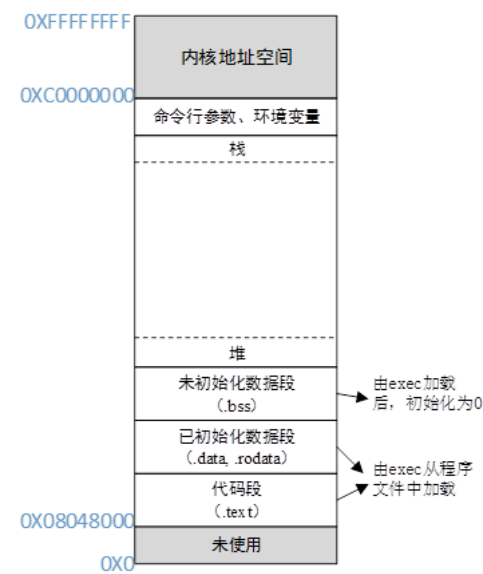 0XFFFFFFFF
内核地址空间
0XC0000000
命令行参数、环境变量
栈
堆
未初始化数据段
(.bss)
由exec加载
后，初始化为0
已初始化数据段
(.data, .rodata)
由exec从程序
文件中加载
代码段
(.text)
0X08048000
未使用
0X0